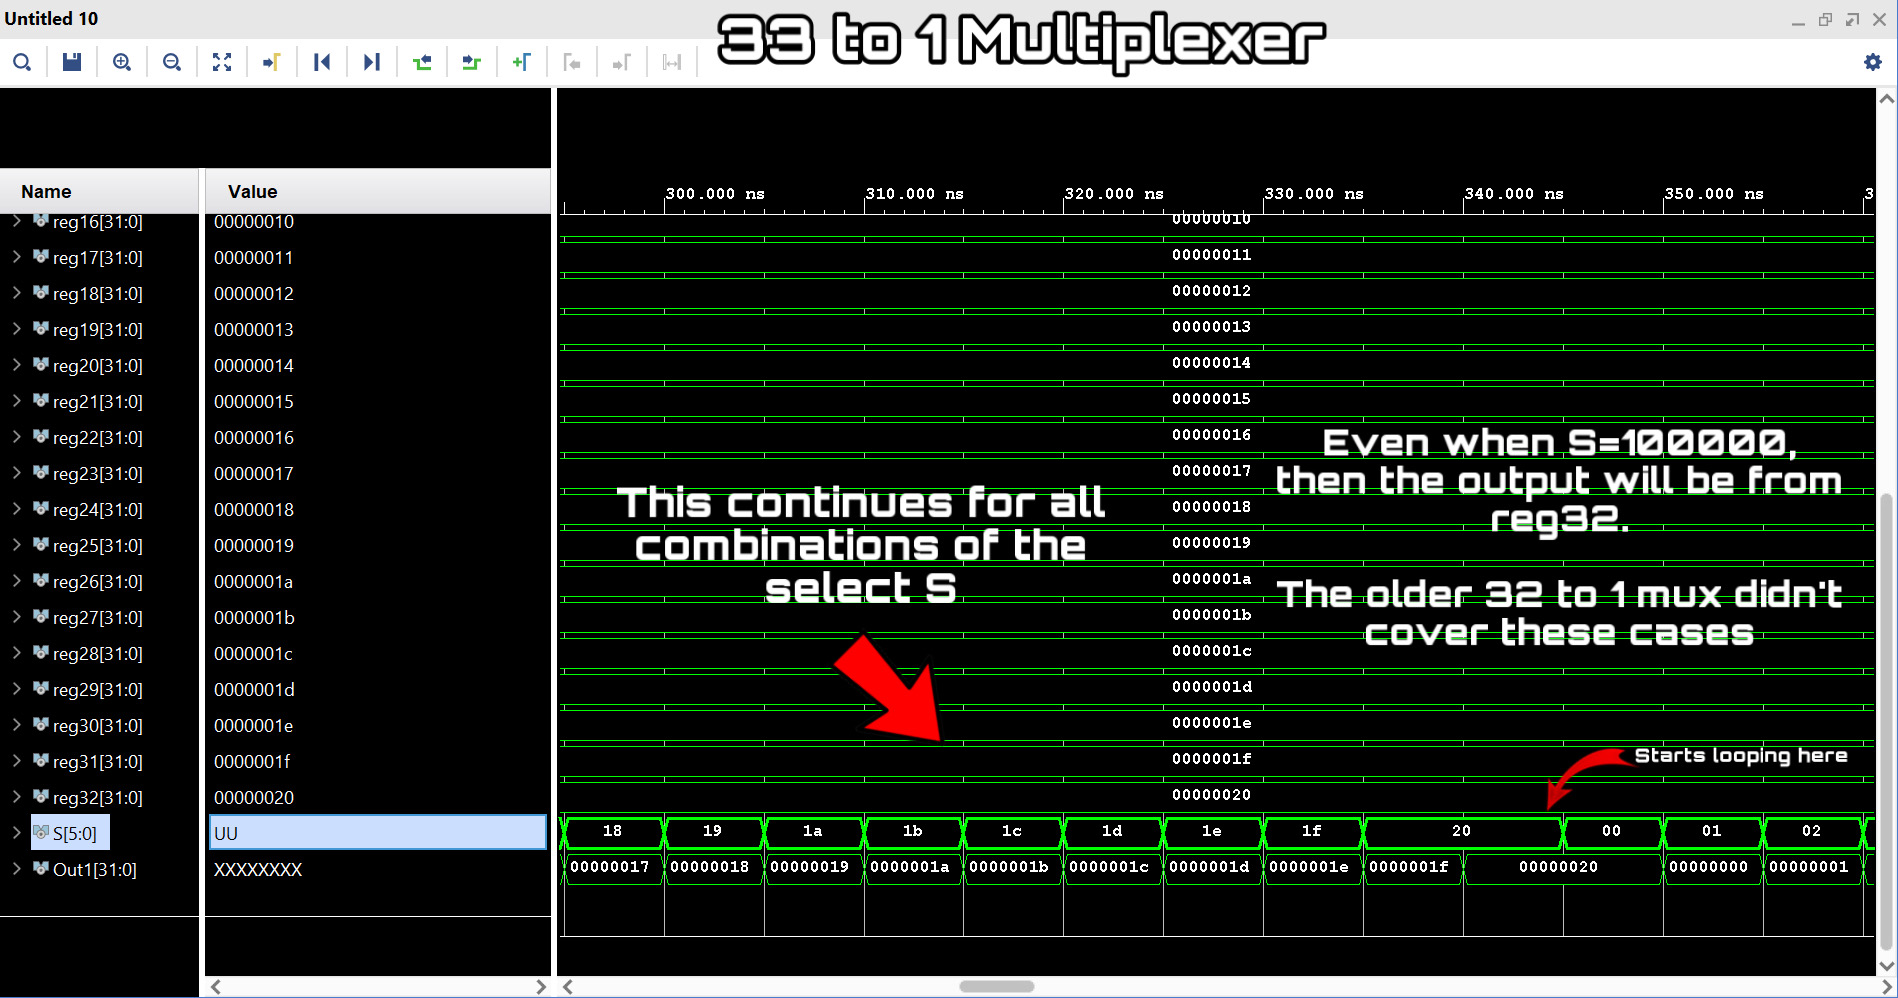 Untitled 10
33 to 1 Multiplexer
Name
Value
300.000 ns
310.000 ns
320.000 ns
330.000 ns
340.000 ns
350.000 ns
3
reg16[31:0]
00000010
00000010
reg17[31:0]
00000011
00000011
reg18[31:0]
00000012
00000012
reg19[31:0]
00000013
00000013
reg20[31:0]
00000014
00000014
reg21[31:0]
00000015
00000015
reg22[31:0]
00000016
00000016
reg23[31:0]
00000017
00000017
reg24[31:0]
00000018
00000018
reg25[31:0]
00000019
00000019
reg26[31:0]
0000001a
0000001a
reg27[31:0]
0000001b
0000001b
reg28[31:0]
0000001c
0000001c
reg29[31:0]
0000001d
0000001d
reg30[31:0]
0000001e
0000001e
reg31[31:0]
0000001f
0000001f
reg32[31:0]
00000020
00000020
S[5:0]
UU
18 19 1a 1b 1c 1d 1e 1f 20 00 01 02
Out1[31:0]
XXXXXXXX
00000017 00000018 00000019 0000001a 0000001b 0000001c 0000001d 0000001e 0000001f 00000020 00000000 00000001
This continues for all
combinations of the
select S
Even when S=100000,
then the output will be from
reg32.
The older 32 to 1 mux didn't
cover these cases
Starts looping here